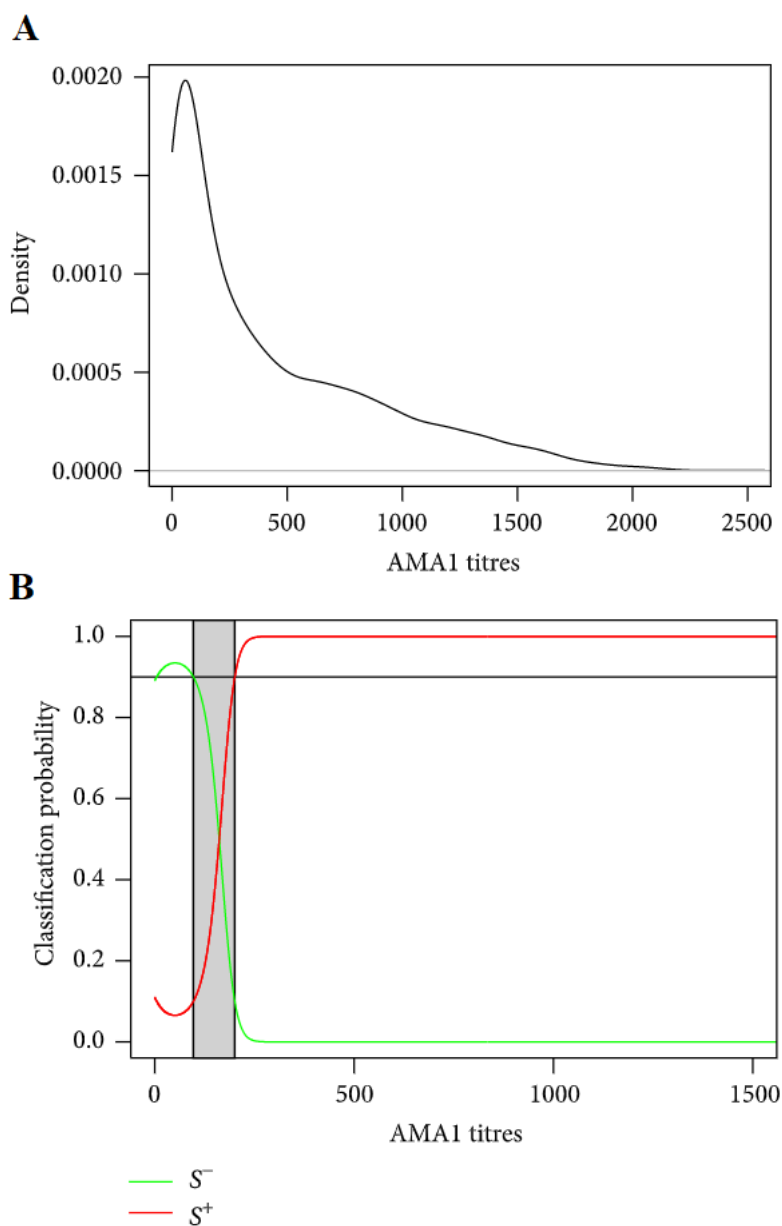 A
0.0020
0.0015
0.0010
0.0005
0.0000
Density
0 500 1000 1500 2000 2500
AMA1 titres
B
1.0
0.8
0.6
0.4
0.2
0.0
Classification probability
0 500 1000 1500
AMA1 titres
S⁻
S⁺